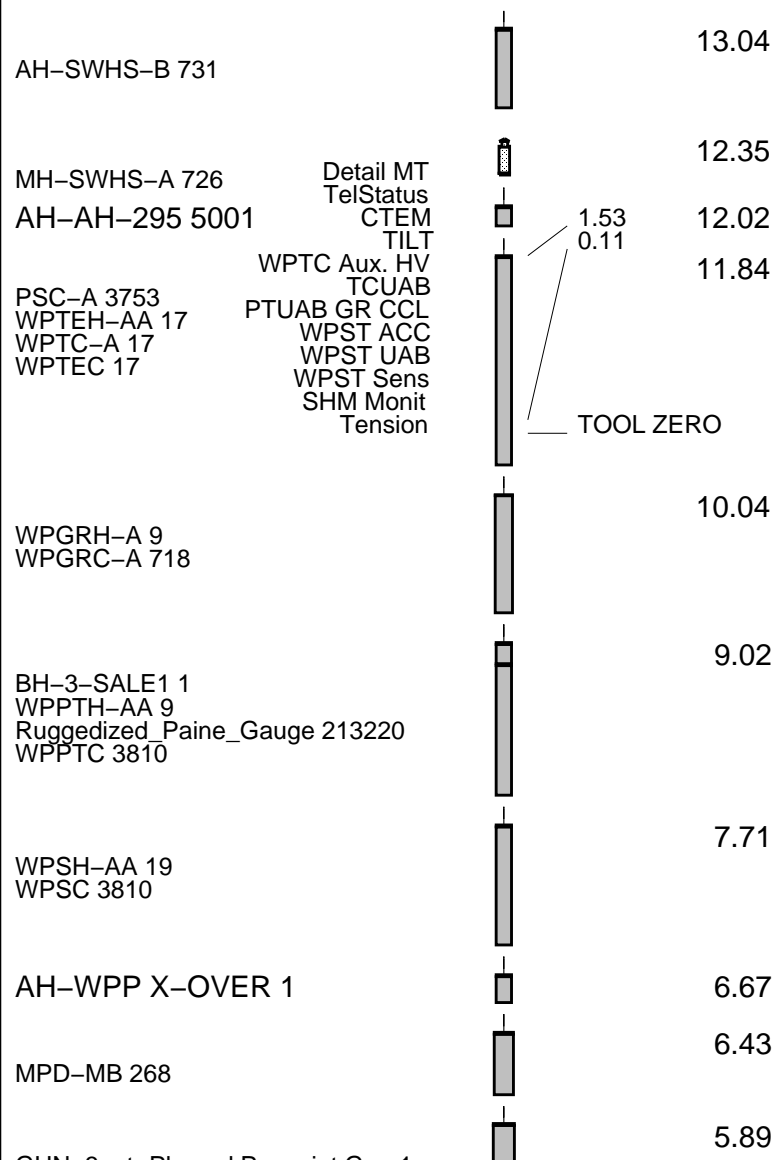 13.04
AH−SWHS−B 731
12.35
Detail MT
MH−SWHS−A 726
TelStatus
AH−AH−295 5001 CTEM 1.53 12.02
TILT 0.11
WPTC Aux. HV 11.84
TCUAB
PSC−A 3753
PTUAB GR CCL
WPTEH−AA 17
WPST ACC
WPTC−A 17
WPST UAB
WPTEC 17
WPST Sens
SHM Monit
Tension TOOL ZERO
10.04
WPGRH−A 9
WPGRC−A 718
9.02
BH−3−SALE1 1
WPPTH−AA 9
Ruggedized_Paine_Gauge 213220
WPPTC 3810
7.71
WPSH−AA 19
WPSC 3810
AH−WPP X−OVER 1 6.67
6.43
MPD−MB 268
5.89